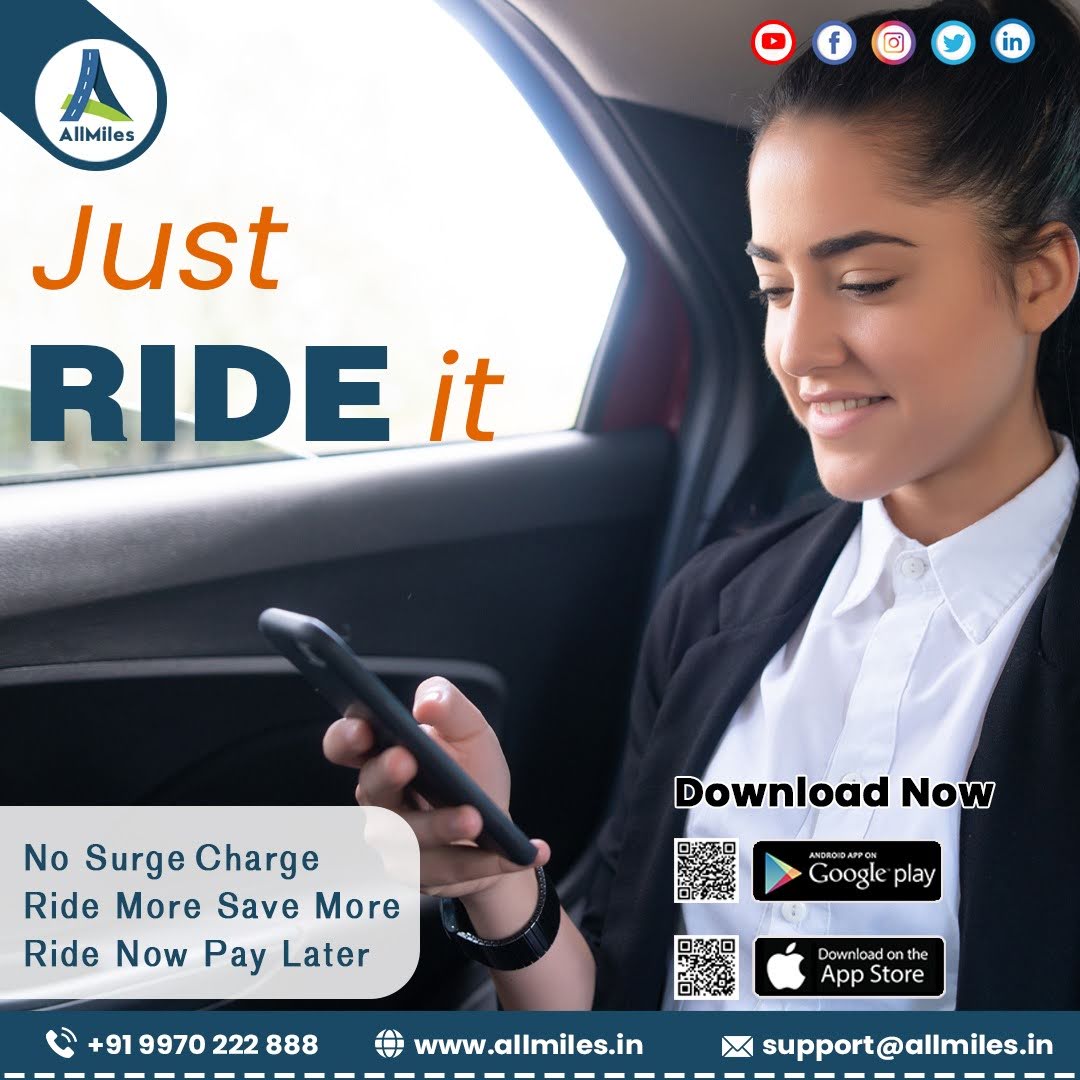 AllMiles
Just
RIDE it
No Surge Charge
Ride More Save More
Ride Now Pay Later
Download Now
ANDROID APP ON
Google play
Download on the
App Store
+91 9970 222 888
www.allmiles.in
support@allmiles.in